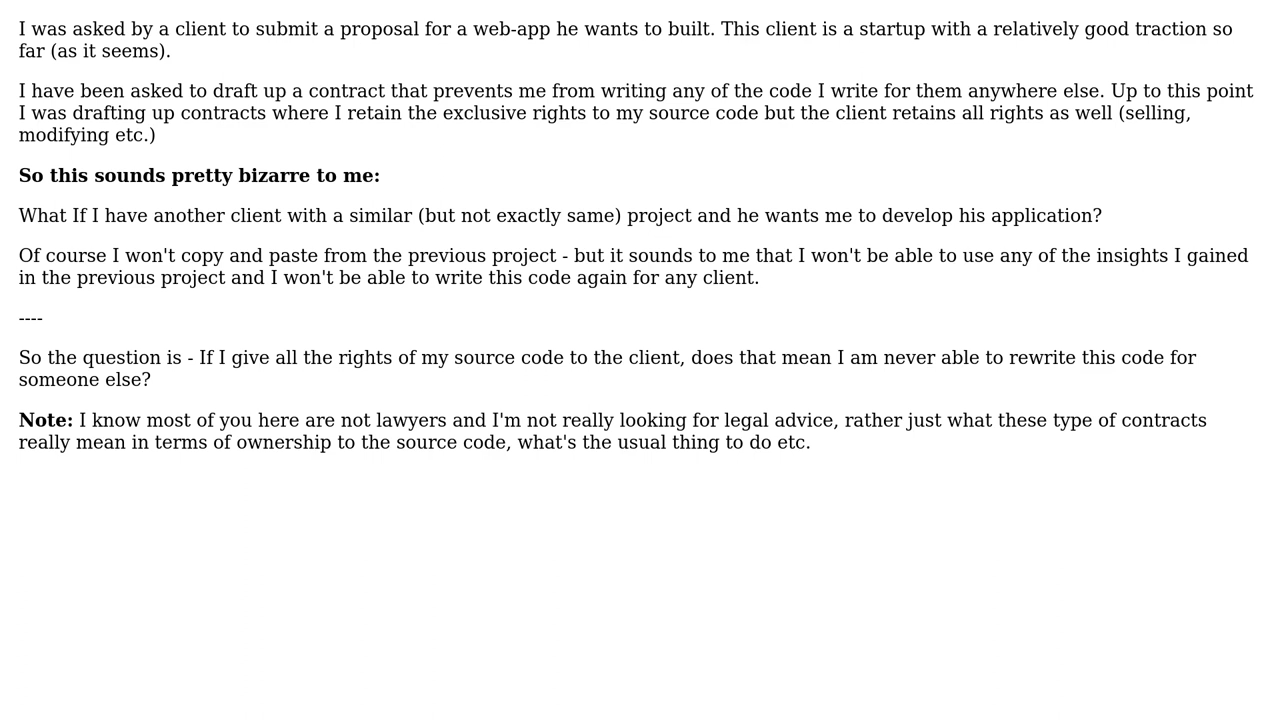 I was asked by a client to submit a proposal for a web-app he wants to built. This client is a startup with a relatively good traction so
far (as it seems).
I have been asked to draft up a contract that prevents me from writing any of the code I write for them anywhere else. Up to this point
I was drafting up contracts where I retain the exclusive rights to my source code but the client retains all rights as well (selling,
modifying etc.)
So this sounds pretty bizarre to me:
What If I have another client with a similar (but not exactly same) project and he wants me to develop his application?
Of course I won't copy and paste from the previous project - but it sounds to me that I won't be able to use any of the insights I gained
in the previous project and I won't be able to write this code again for any client.
----
So the question is - If I give all the rights of my source code to the client, does that mean I am never able to rewrite this code for
someone else?
Note: I know most of you here are not lawyers and I'm not really looking for legal advice, rather just what these type of contracts
really mean in terms of ownership to the source code, what's the usual thing to do etc.